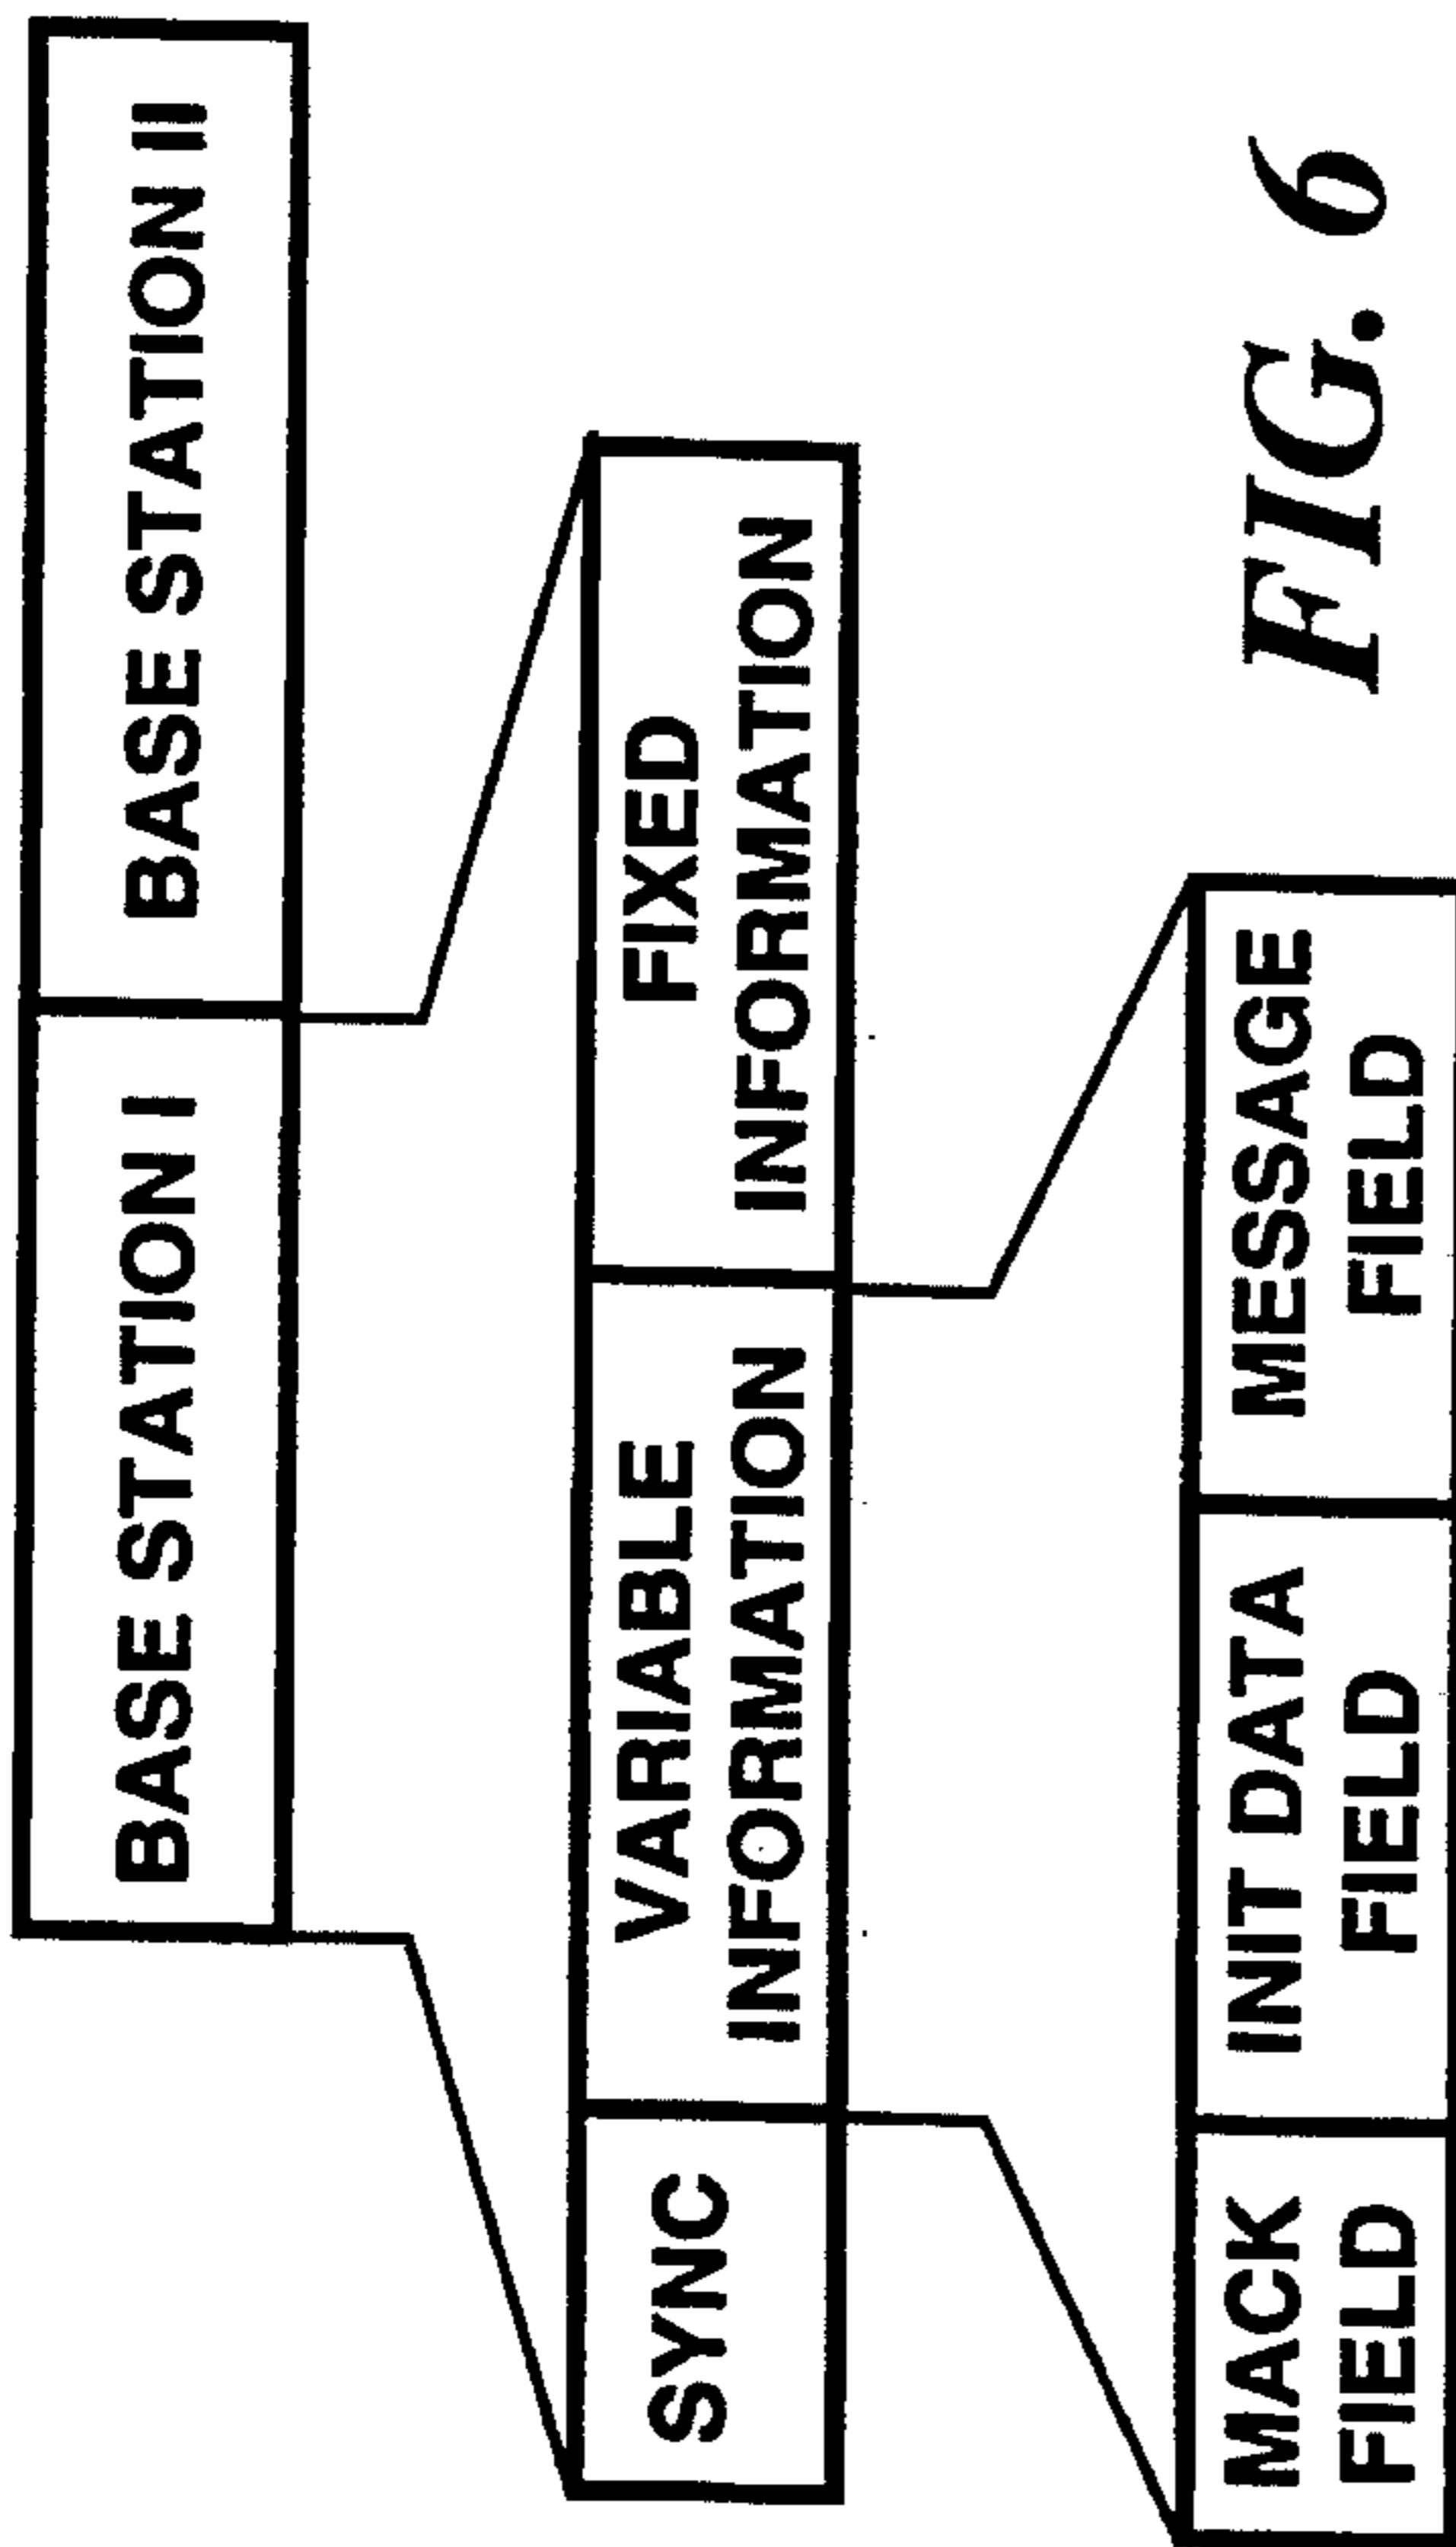 BASE STATION I
BASE STATION II
SYNC
VARIABLE
INFORMATION
FIXED
INFORMATION
MACK
FIELD
INIT DATA
FIELD
MESSAGE
FIELD
FIG. 6